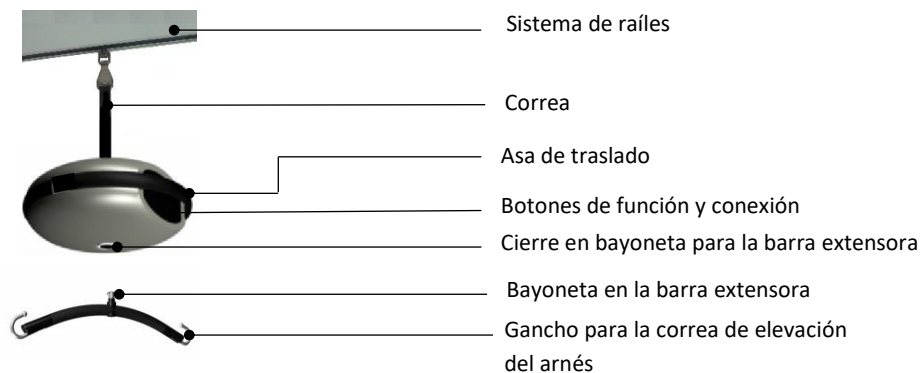 Sistema de raíles
Correa
Asa de traslado
Botones de función y conexión
Cierre en bayoneta para la barra extensora
Bayoneta en la barra extensora
Gancho para la correa de elevación
del arnés